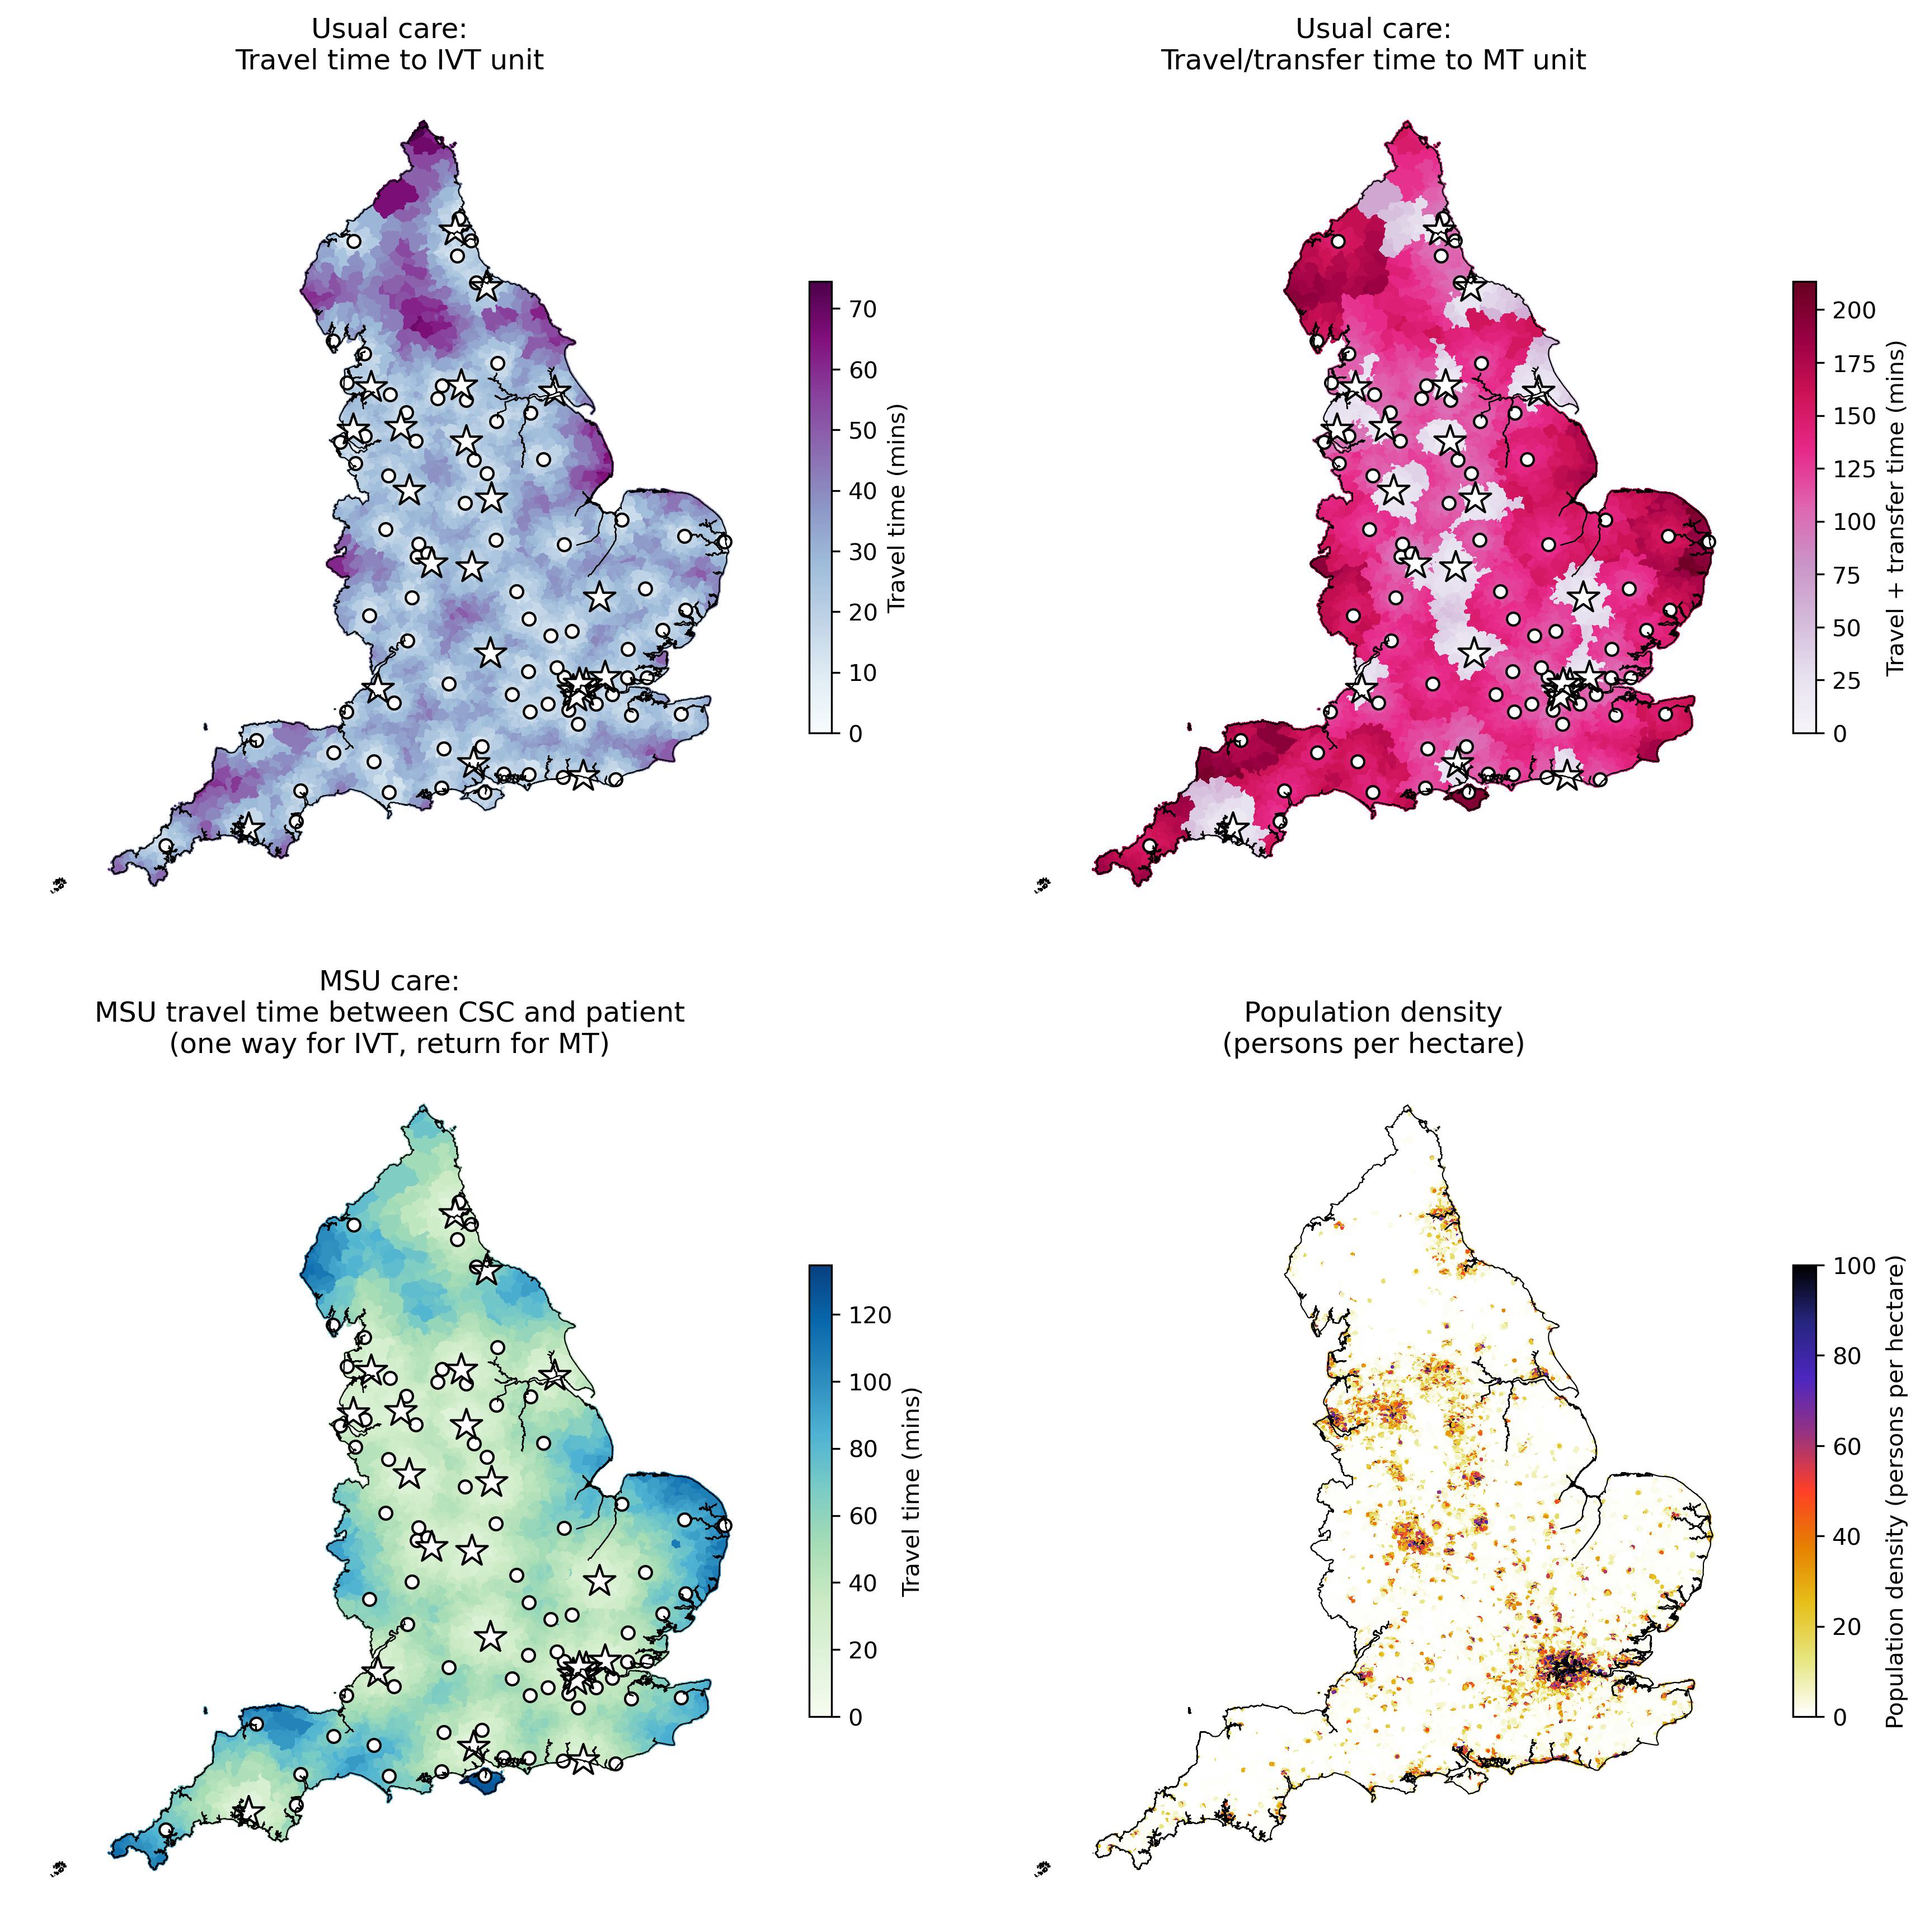 Usual care:
Travel time to IVT unit
Usual care:
Travel/transfer time to MT unit
70
60
50
40
30
20
10
0
Travel time (mins)
200
175
150
125
100
75
50
25
0
Travel + transfer time (mins)
MSU care:
MSU travel time between CSC and patient
(one way for IVT, return for MT)
Population density
(persons per hectare)
120
100
80
60
40
20
0
Travel time (mins)
100
80
60
40
20
0
Population density (persons per hectare)